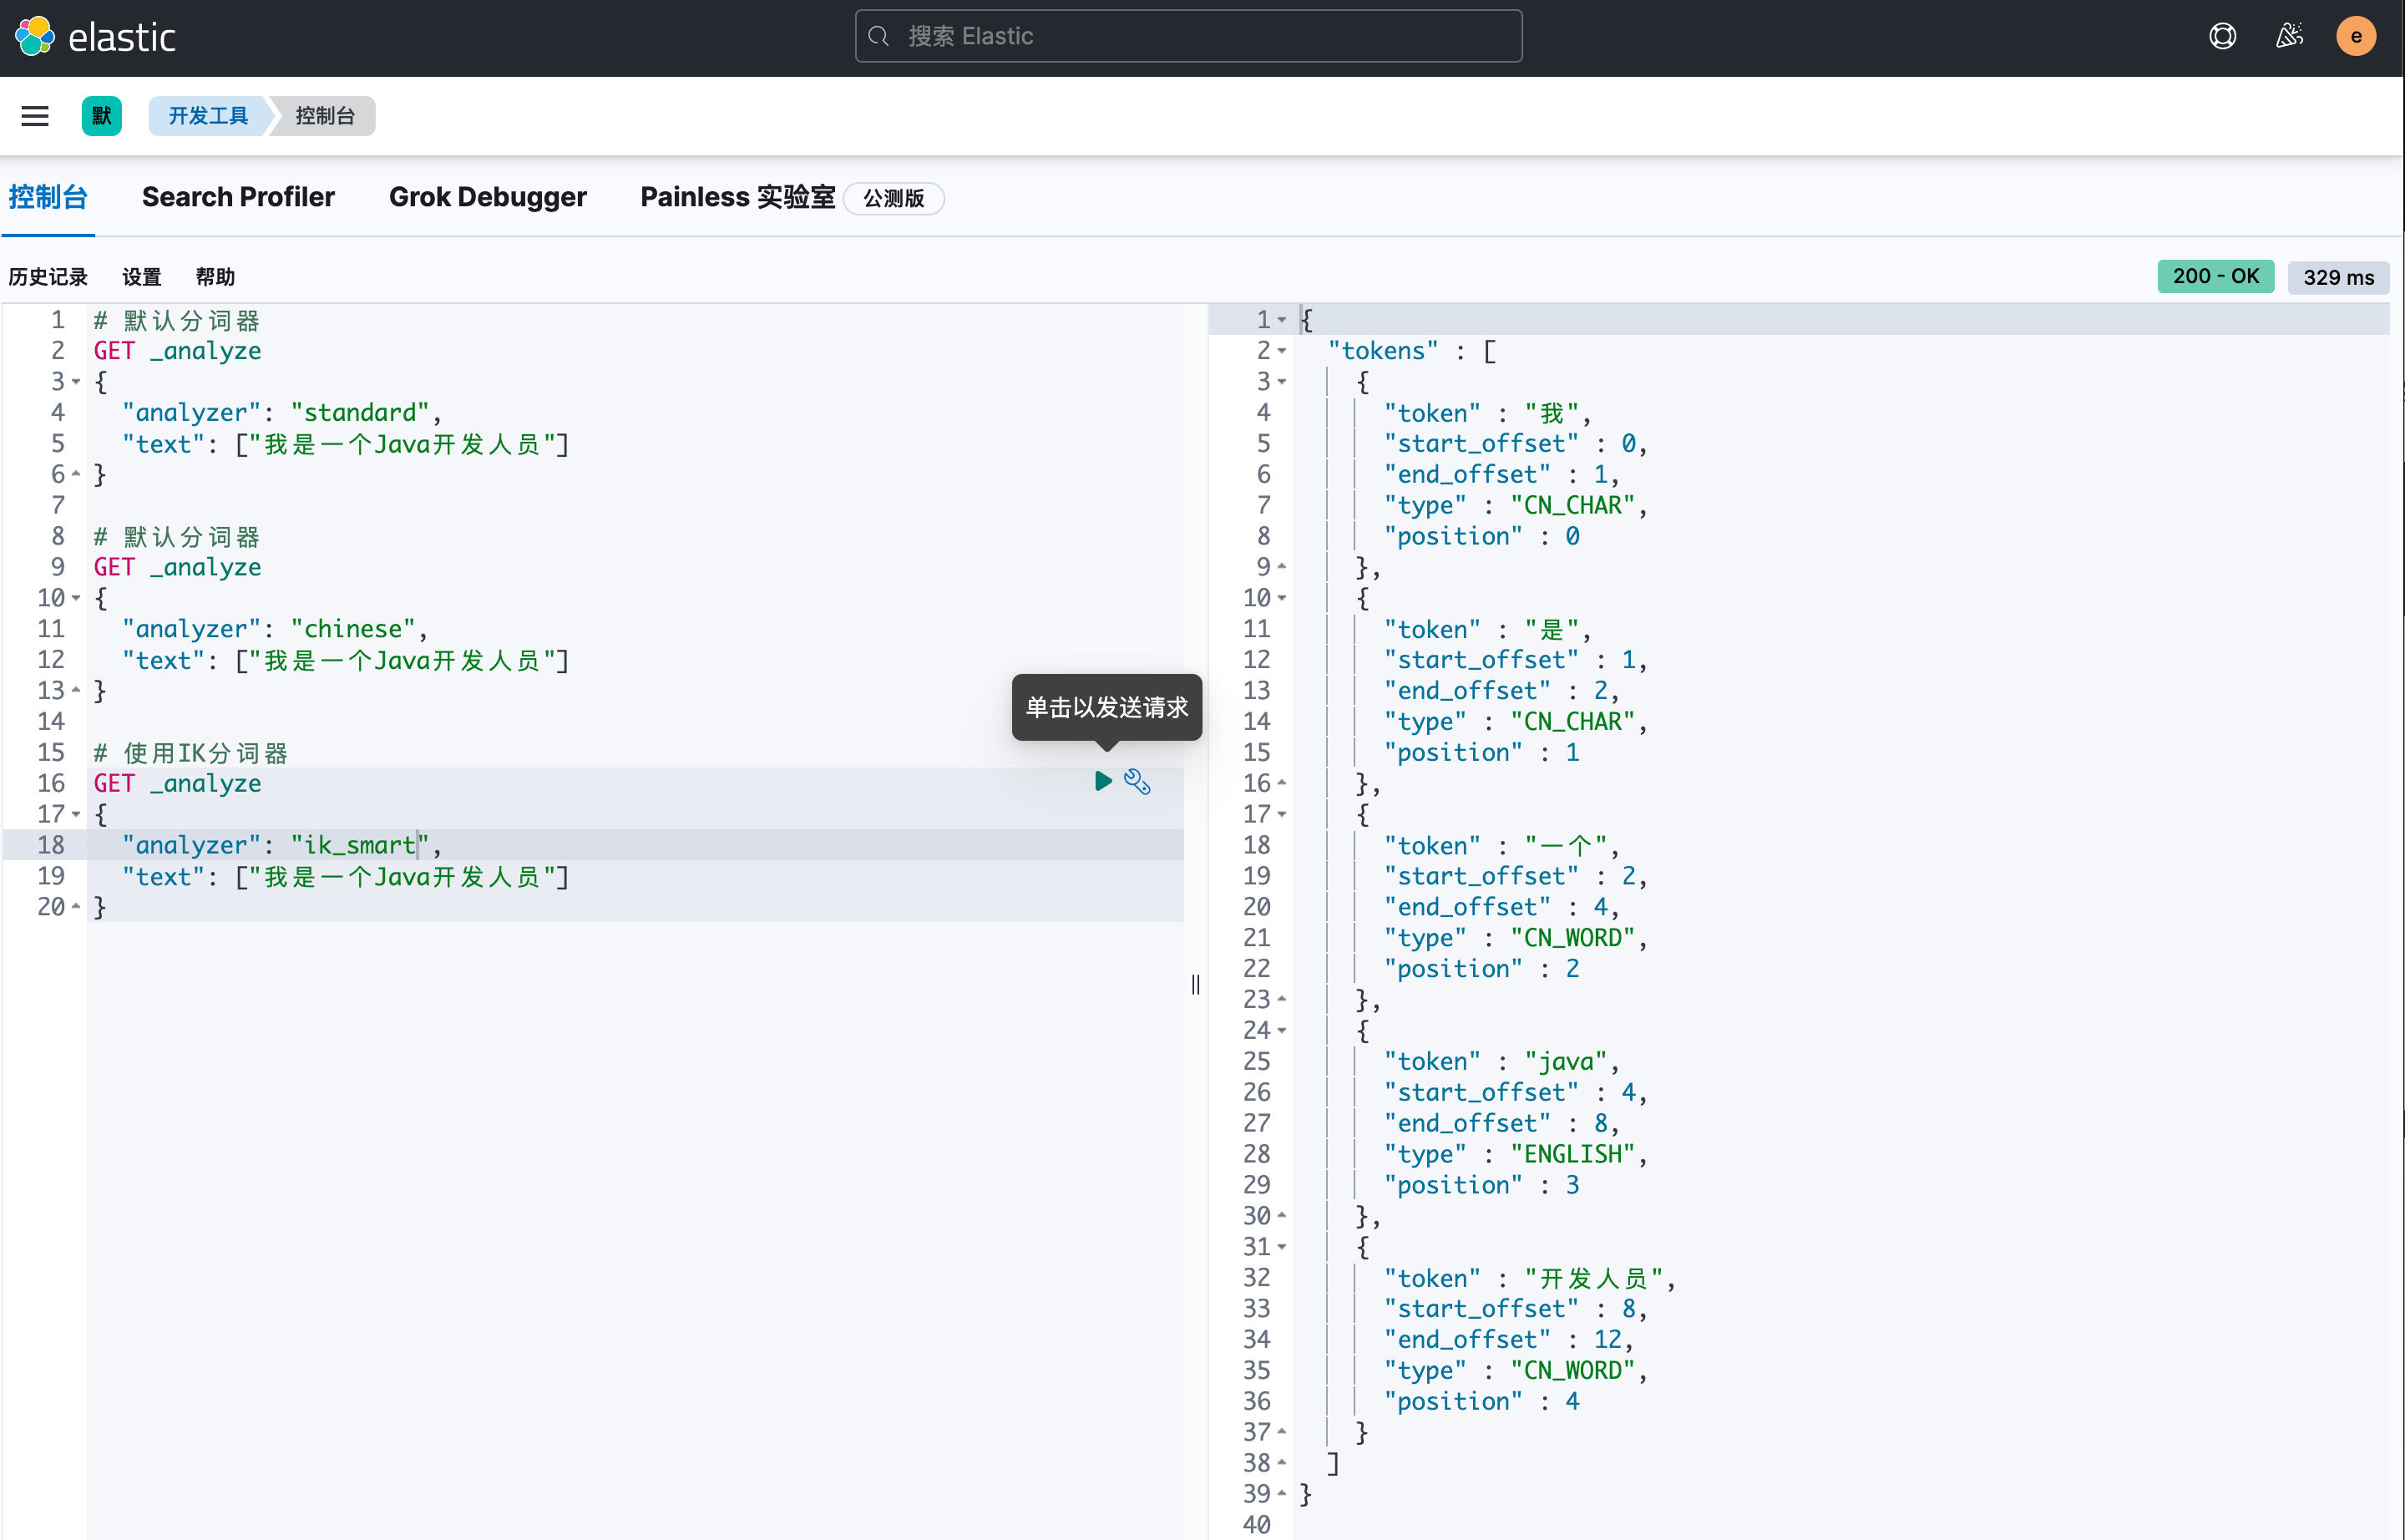 elastic
搜索 Elastic
e
默
开发工具
控制台
控制台
Search Profiler
Grok Debugger
Painless 实验室
公测版
历史记录
设置
帮助
200 - OK
329 ms
1 # 默认分词器
2 GET _analyze
3 {
4 "analyzer": "standard",
5 "text": ["我是一个Java开发人员"]
6 }
7
8 # 默认分词器
9 GET _analyze
10 {
11 "analyzer": "chinese",
12 "text": ["我是一个Java开发人员"]
13 }
14
单击以发送请求
15 # 使用IK分词器
16 GET _analyze
17 {
18 "analyzer": "ik_smart",
19 "text": ["我是一个Java开发人员"]
20 }
1 {
2 "tokens" : [
3 {
4 "token" : "我",
5 "start_offset" : 0,
6 "end_offset" : 1,
7 "type" : "CN_CHAR",
8 "position" : 0
9 },
10 {
11 "token" : "是",
12 "start_offset" : 1,
13 "end_offset" : 2,
14 "type" : "CN_CHAR",
15 "position" : 1
16 },
17 {
18 "token" : "一个",
19 "start_offset" : 2,
20 "end_offset" : 4,
21 "type" : "CN_WORD",
22 "position" : 2
23 },
24 {
25 "token" : "java",
26 "start_offset" : 4,
27 "end_offset" : 8,
28 "type" : "ENGLISH",
29 "position" : 3
30 },
31 {
32 "token" : "开发人员",
33 "start_offset" : 8,
34 "end_offset" : 12,
35 "type" : "CN_WORD",
36 "position" : 4
37 }
38 ]
39 }
40